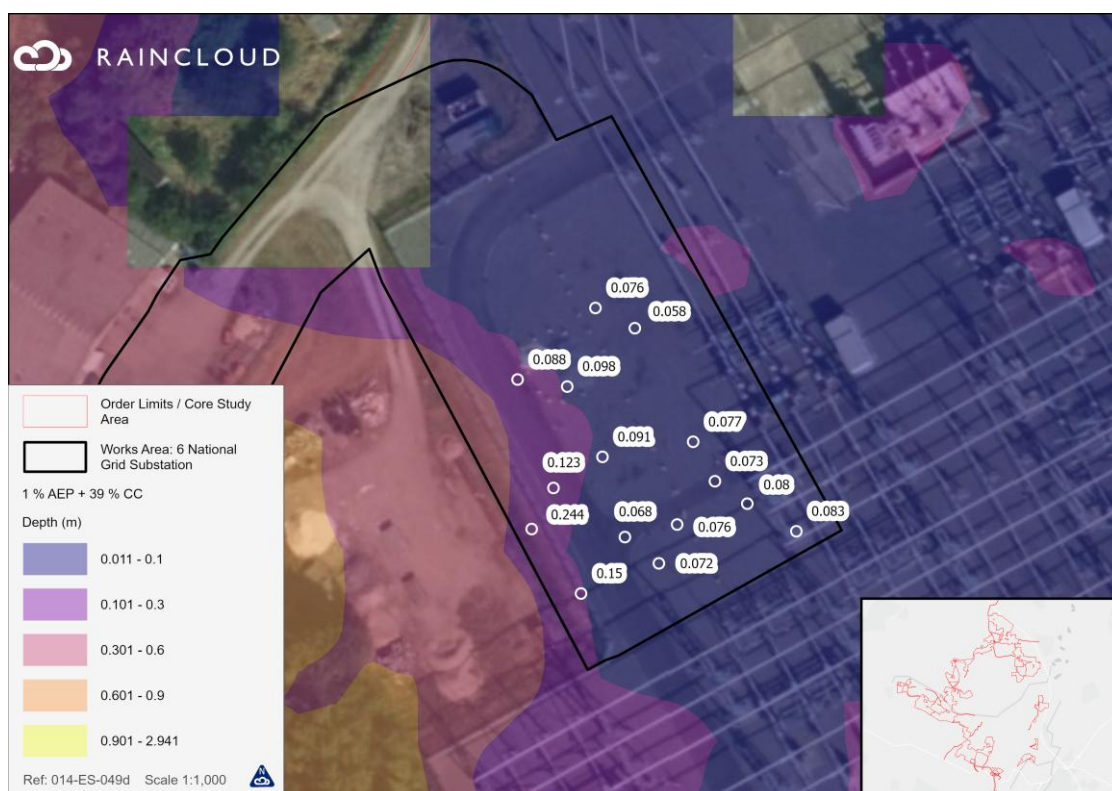 RAINCLOUD
0.076
0.058
0.088
0.098
0.077
0.091
0.073
0.123
0.08
0.244
0.068
0.076
0.083
0.072
0.15
Order Limits / Core Study
Area
Works Area: 6 National
Grid Substation
1 % AEP + 39 % CC
Depth (m)
0.011 - 0.1
0.101 - 0.3
0.301 - 0.6
0.601 - 0.9
0.901 - 2.941
Ref: 014-ES-049d Scale 1:1,000
N